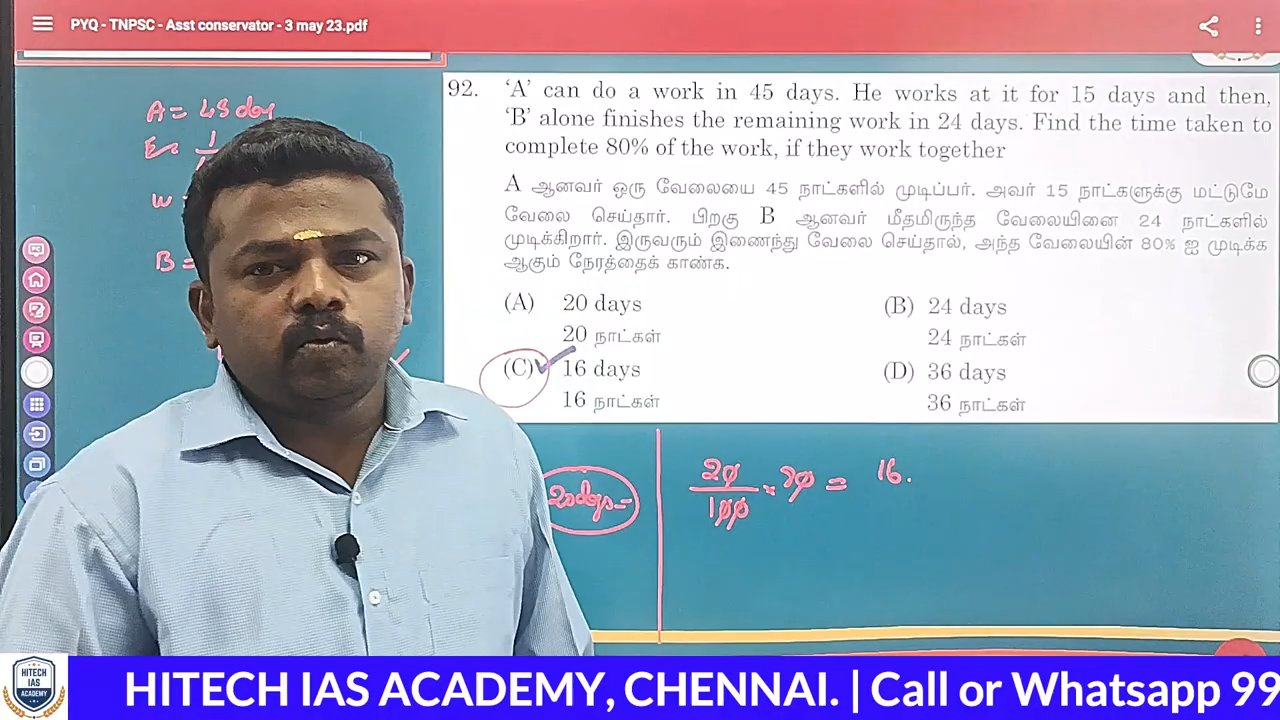 PYQ - TNPSC - Asst conservator - 3 may 23.pdf
A = 45 day
92. ‘A’ can do a work in 45 days. He works at it for 15 days and then,
‘B’ alone finishes the remaining work in 24 days. Find the time taken to
complete 80% of the work, if they work together
A ஆனவர் ஒரு வேலையை 45 நாட்களில் முடிப்பர். அவர் 15 நாட்களுக்கு மட்டுமே
வேலை செய்தார். பிறகு B ஆனவர் மீதமிருந்த வேலையினை 24 நாட்களில்
முடிக்கிறார். இருவரும் இணைந்து வேலை செய்தால், அந்த வேலையின் 80% ஐ முடிக்க
ஆகும் நேரத்தைக் காண்க.
B =
(A) 20 days (B) 24 days
20 நாட்கள் 24 நாட்கள்
(C) 16 days (D) 36 days
16 நாட்கள் 36 நாட்கள்
20days
100
= 16.
HITECH IAS ACADEMY
HITECH IAS ACADEMY, CHENNAI. | Call or Whatsapp 99